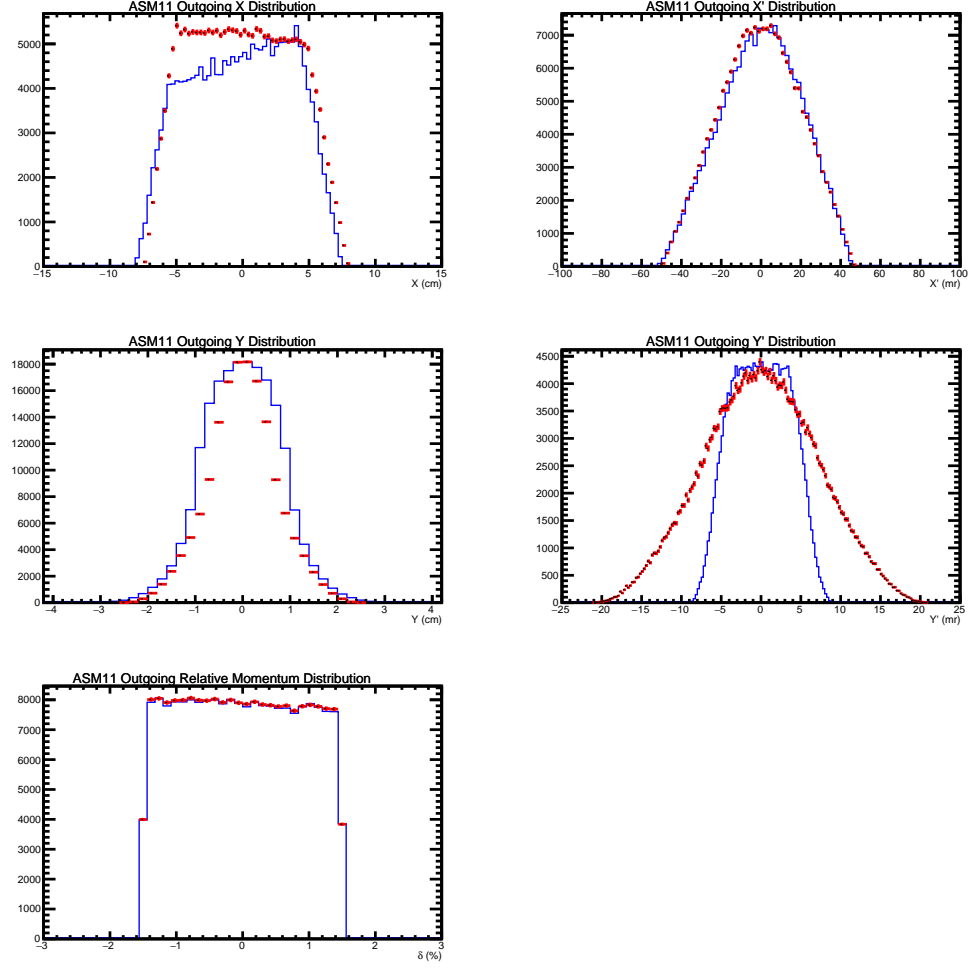 ASM11 Outgoing X Distribution
5000
4000
3000
2000
1000
0
−15 −10 −5 0 5 10 15
X (cm)
ASM11 Outgoing X' Distribution
7000
6000
5000
4000
3000
2000
1000
0
−100 −80 −60 −40 −20 0 20 40 60 80 100
X' (mr)
ASM11 Outgoing Y Distribution
18000
16000
14000
12000
10000
8000
6000
4000
2000
0
−4 −3 −2 −1 0 1 2 3 4
Y (cm)
ASM11 Outgoing Y' Distribution
4500
4000
3500
3000
2500
2000
1500
1000
500
0
−25 −20 −15 −10 −5 0 5 10 15 20 25
Y' (mr)
ASM11 Outgoing Relative Momentum Distribution
8000
7000
6000
5000
4000
3000
2000
1000
0
−3 −2 −1 0 1 2 3
δ (%)